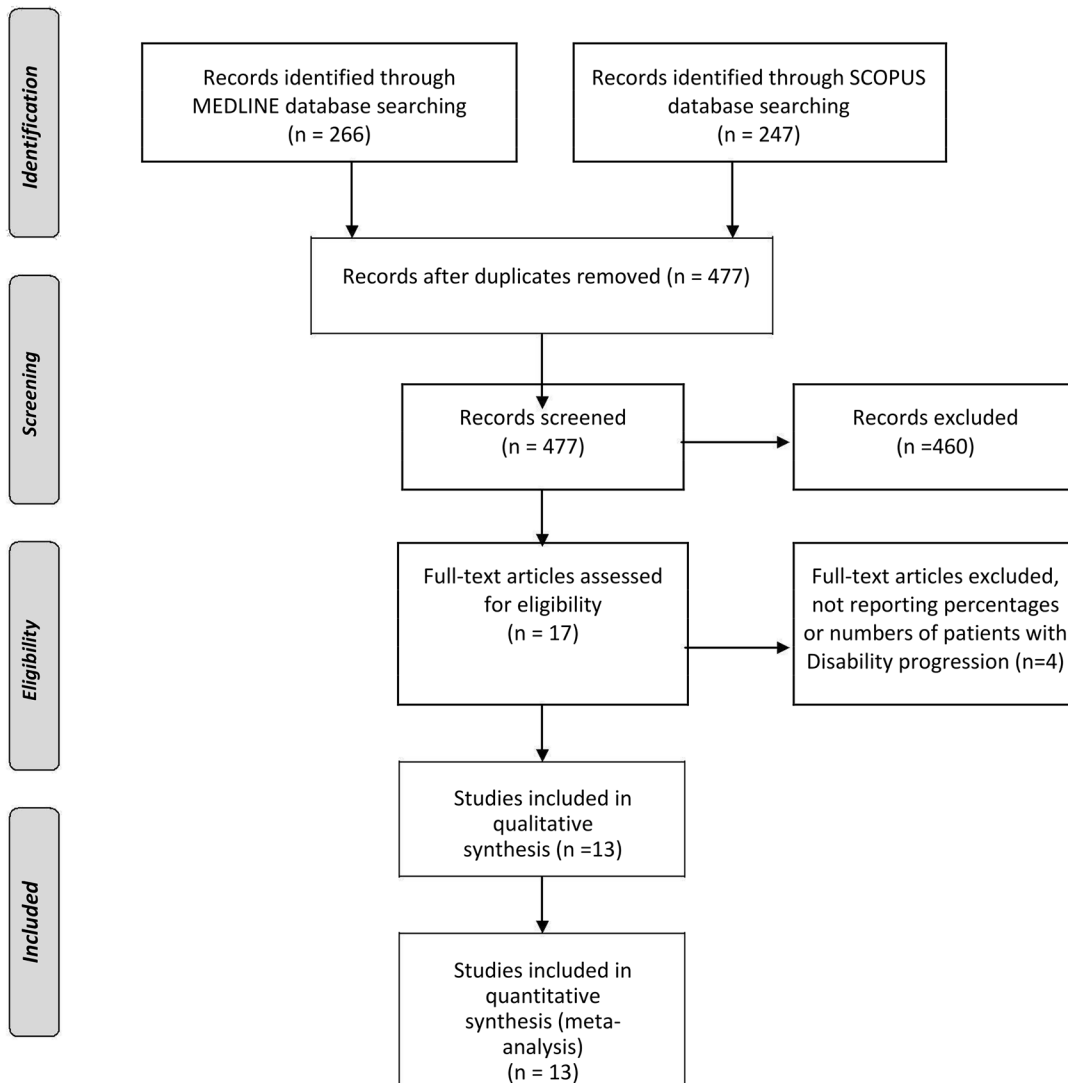 Identification
Records identified through
MEDLINE database searching
(n = 266)
Records identified through SCOPUS
database searching
(n = 247)
Records after duplicates removed (n = 477)
Screening
Records screened
(n = 477)
Records excluded
(n =460)
Eligibility
Full-text articles assessed
for eligibility
(n = 17)
Full-text articles excluded,
not reporting percentages
or numbers of patients with
Disability progression (n=4)
Included
Studies included in
qualitative
synthesis (n =13)
Studies included in
quantitative
synthesis (meta-
analysis)
(n = 13)